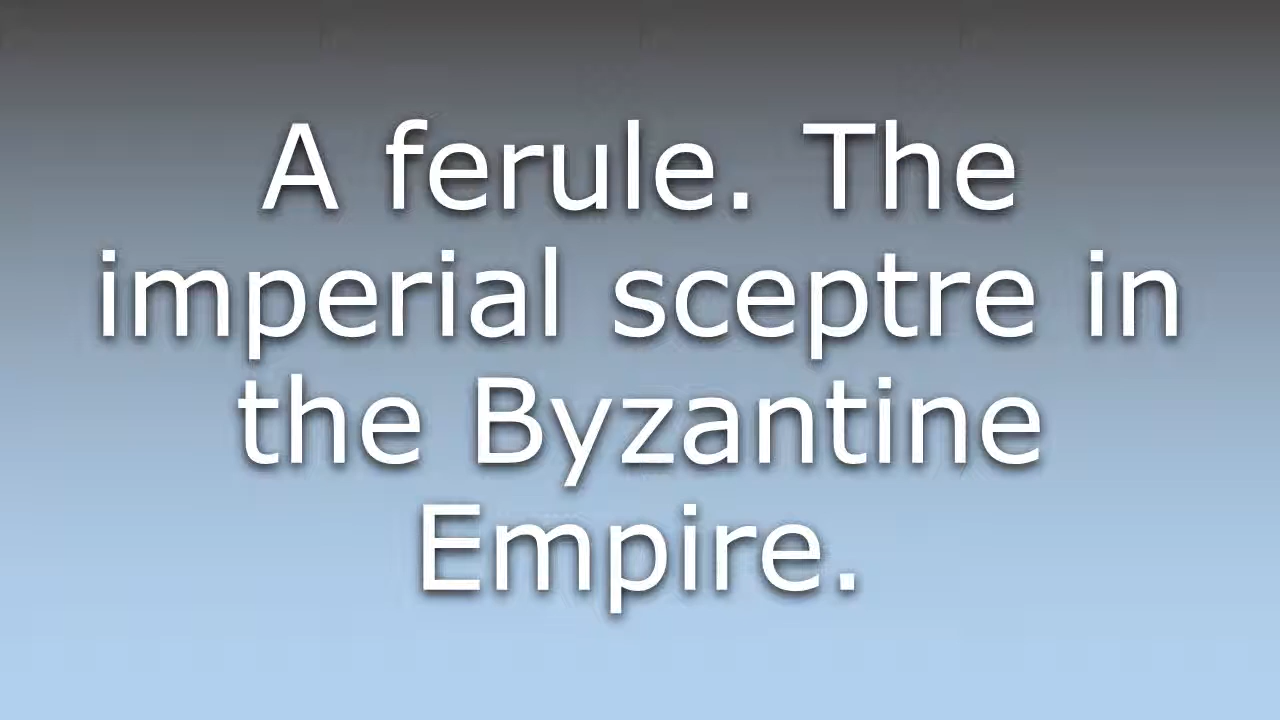 A ferule. The
imperial sceptre in
the Byzantine
Empire.